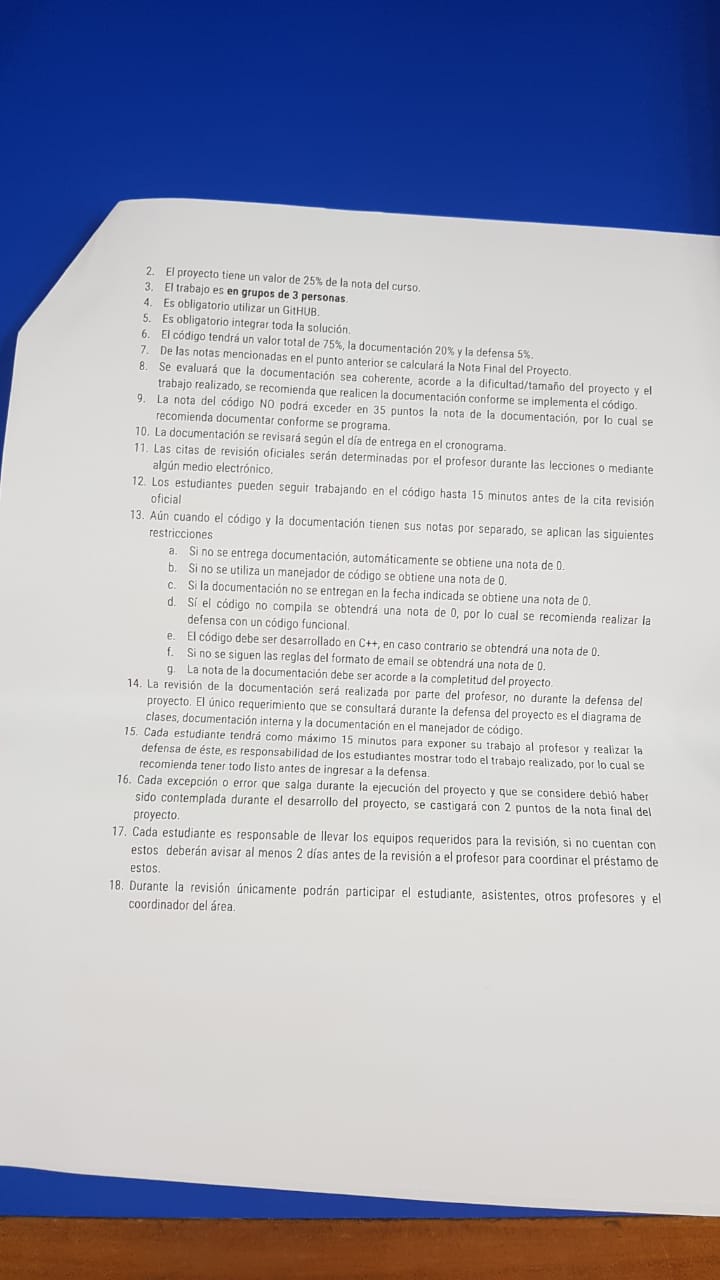 2. El proyecto tiene un valor de 25% de la nota del curso.
3. El trabajo es en grupos de 3 personas.
4. Es obligatorio utilizar un GitHUB.
5. Es obligatorio integrar toda la solución.
6. El código tendrá un valor total de 75%, la documentación 20% y la defensa 5%.
7. De las notas mencionadas en el punto anterior se calculará la Nota Final del Proyecto.
8. Se evaluará que la documentación sea coherente, acorde a la dificultad/tamaño del proyecto y el
trabajo realizado, se recomienda que realicen la documentación conforme se implementa el código.
9. La nota del código NO podrá exceder en 35 puntos la nota de la documentación, por lo cual se
recomienda documentar conforme se programa.
10. La documentación se revisará según el día de entrega en el cronograma.
11. Las citas de revisión oficiales serán determinadas por el profesor durante las lecciones o mediante
algún medio electrónico.
12. Los estudiantes pueden seguir trabajando en el código hasta 15 minutos antes de la cita revisión
oficial
13. Aún cuando el código y la documentación tienen sus notas por separado, se aplican las siguientes
restricciones
a. Si no se entrega documentación, automáticamente se obtiene una nota de 0.
b. Si no se utiliza un manejador de código se obtiene una nota de 0.
c. Si la documentación no se entregan en la fecha indicada se obtiene una nota de 0.
d. Sí el código no compila se obtendrá una nota de 0, por lo cual se recomienda realizar la
defensa con un código funcional.
e. El código debe ser desarrollado en C++, en caso contrario se obtendrá una nota de 0.
f. Si no se siguen las reglas del formato de email se obtendrá una nota de 0.
g. La nota de la documentación debe ser acorde a la completitud del proyecto.
14. La revisión de la documentación será realizada por parte del profesor, no durante la defensa del
proyecto. El único requerimiento que se consultará durante la defensa del proyecto es el diagrama de
clases, documentación interna y la documentación en el manejador de código.
15. Cada estudiante tendrá como máximo 15 minutos para exponer su trabajo al profesor y realizar la
defensa de éste, es responsabilidad de los estudiantes mostrar todo el trabajo realizado, por lo cual se
recomienda tener todo listo antes de ingresar a la defensa.
16. Cada excepción o error que salga durante la ejecución del proyecto y que se considere debió haber
sido contemplada durante el desarrollo del proyecto, se castigará con 2 puntos de la nota final del
proyecto.
17. Cada estudiante es responsable de llevar los equipos requeridos para la revisión, si no cuentan con
estos deberán avisar al menos 2 días antes de la revisión a el profesor para coordinar el préstamo de
estos.
18. Durante la revisión únicamente podrán participar el estudiante, asistentes, otros profesores y el
coordinador del área.